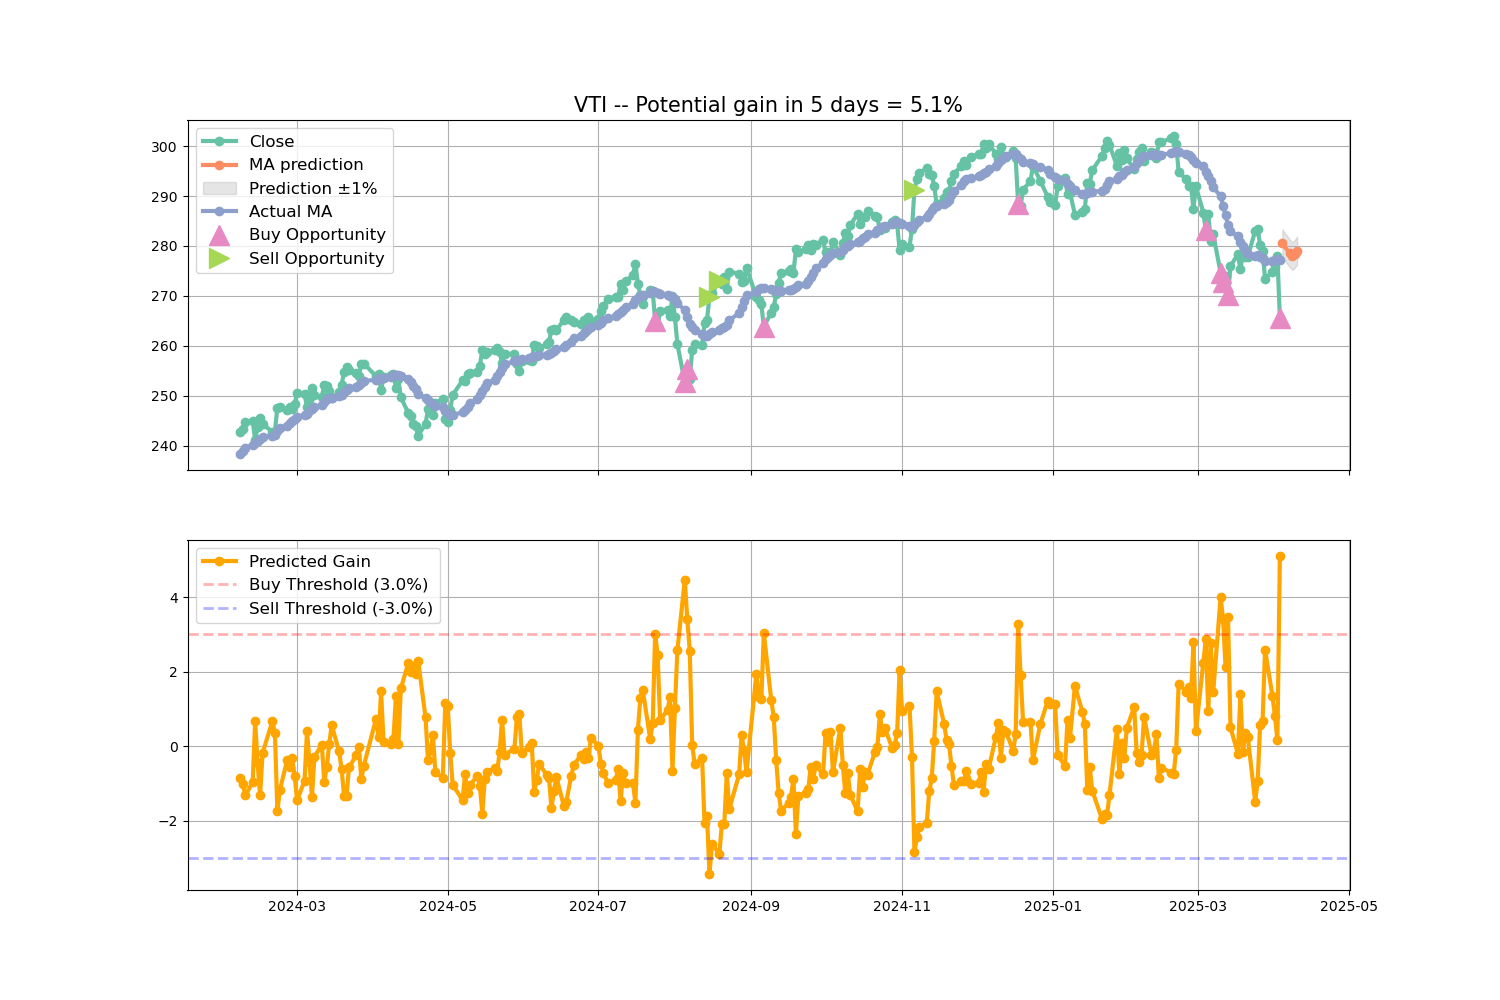 VTI -- Potential gain in 5 days = 5.1%
Close
MA prediction
Prediction ±1%
Actual MA
Buy Opportunity
Sell Opportunity
300
290
280
270
260
250
240
Predicted Gain
Buy Threshold (3.0%)
Sell Threshold (-3.0%)
4
2
0
−2
2024-03 2024-05 2024-07 2024-09 2024-11 2025-01 2025-03 2025-05